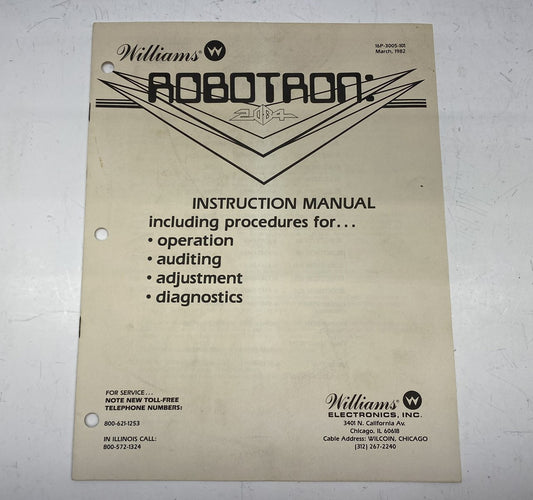 Williams®
16P-3005-101
March, 1982
ROBOTRON:
2084
INSTRUCTION MANUAL
including procedures for...
• operation
• auditing
• adjustment
• diagnostics
FOR SERVICE...
NOTE NEW TOLL-FREE
TELEPHONE NUMBERS:
800-621-1253
IN ILLINOIS CALL:
800-572-1324
Williams®
ELECTRONICS, INC.
3401 N. California Av.
Chicago, IL 60618
Cable Address: WILCOIN, CHICAGO
(312) 267-2240